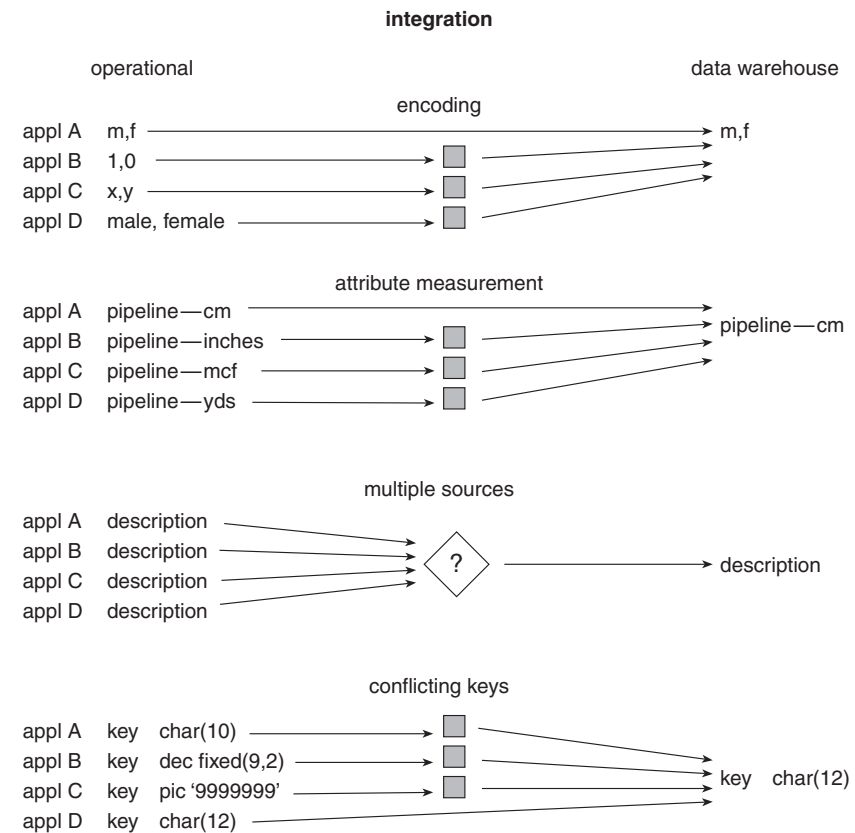 integration
operational data warehouse
encoding
appl A m,f m,f
appl B 1,0
appl C x,y
appl D male, female
attribute measurement
appl A pipeline—cm
pipeline—cm
appl B pipeline—inches
appl C pipeline—mcf
appl D pipeline—yds
multiple sources
appl A description
appl B description
? description
appl C description
appl D description
conflicting keys
appl A key char(10)
appl B key dec fixed(9,2)
key char(12)
appl C key pic ‘9999999’
appl D key char(12)